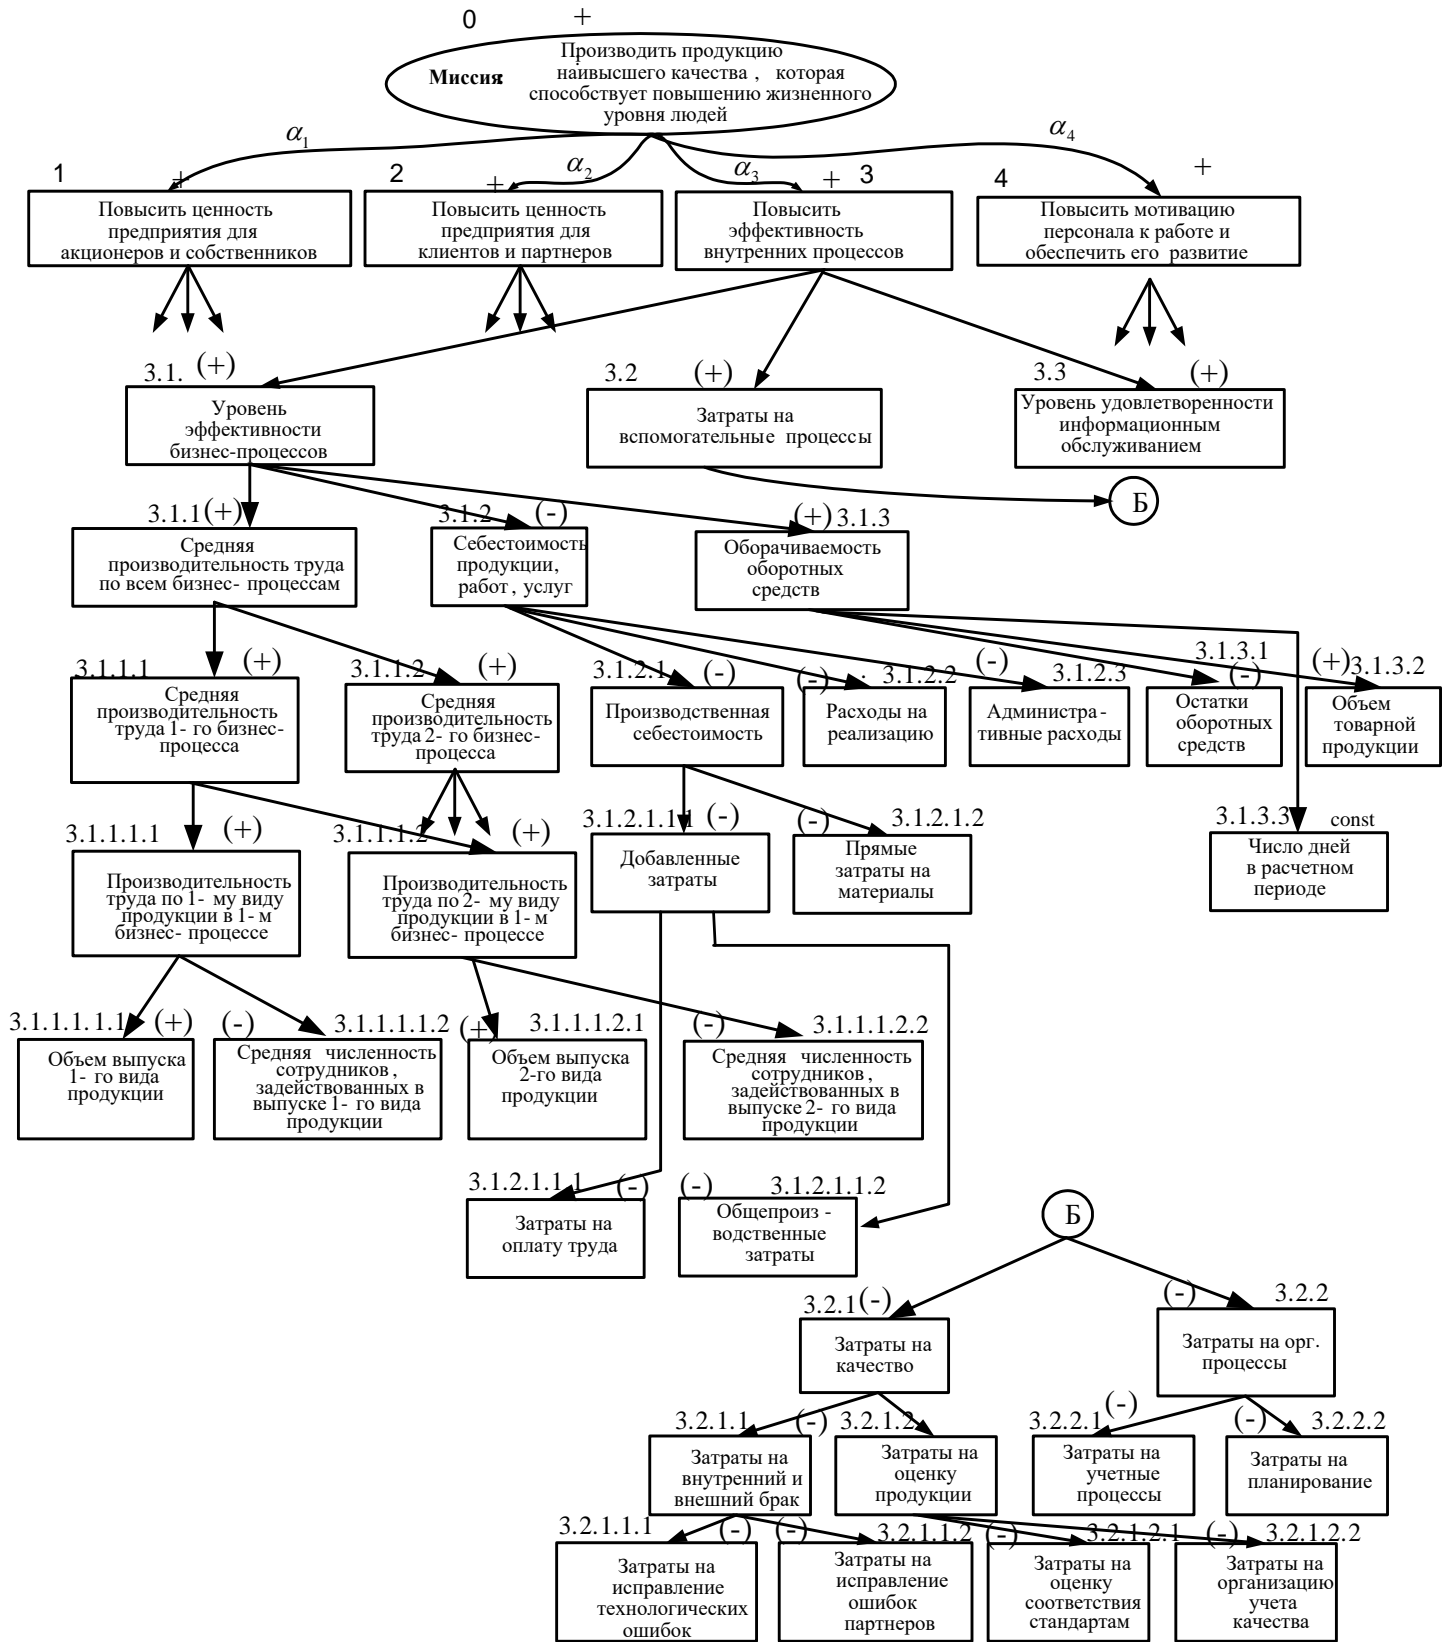 0 +
Миссия:
Производить продукцию
наивысшего качества , которая
способствует повышению жизненного
уровня людей
α1
α2
α3
α4
1 +
Повысить ценность
предприятия для
акционеров и собственников
2 +
Повысить ценность
предприятия для
клиентов и партнеров
+ 3
Повысить
эффективность
внутренних процессов
4 +
Повысить мотивацию
персонала к работе и
обеспечить его развитие
3.1. (+)
Уровень
эффективности
бизнес-процессов
3.2 (+)
Затраты на
вспомогательные процессы
3.3 (+)
Уровень удовлетворенности
информационным
обслуживанием
Б
3.1.1 (+)
Средняя
производительность труда
по всем бизнес- процессам
3.1.2 (-)
Себестоимость
продукции,
работ , услуг
(+) 3.1.3
Оборачиваемость
оборотных
средств
3.1.1.1 (+)
Средняя
производительность
труда 1- го бизнес-
процесса
3.1.1.2 (+)
Средняя
производительность
труда 2- го бизнес-
процесса
3.1.2.1 (-)
Производственная
себестоимость
(-) 3.1.2.2
Расходы на
реализацию
(-) 3.1.2.3
Администра -
тивные расходы
3.1.3.1
(-)
Остатки
оборотных
средств
(+) 3.1.3.2
Объем
товарной
продукции
3.1.1.1.1 (+)
Производительность
труда по 1- му виду
продукции в 1- м
бизнес- процессе
3.1.1.1.2 (+)
Производительность
труда по 2- му виду
продукции в 1- м
бизнес- процессе
3.1.2.1.1.1 (-)
Добавленные
затраты
(-) 3.1.2.1.2
Прямые
затраты на
материалы
3.1.3.3 const
Число дней
в расчетном
периоде
3.1.1.1.1.1 (+)
Объем выпуска
1- го вида
продукции
(-) 3.1.1.1.1.2
Средняя численность
сотрудников ,
задействованных в
выпуске 1- го вида
продукции
(+) 3.1.1.1.2.1
Объем выпуска
2-го вида
продукции
(-) 3.1.1.1.2.2
Средняя численность
сотрудников ,
задействованных в
выпуске 2- го вида
продукции
3.1.2.1.1.1 (-)
Затраты на
оплату труда
(-) 3.1.2.1.1.2
Общепроиз -
водственные
затраты
Б
3.2.1 (-)
Затраты на
качество
(-) 3.2.2
Затраты на орг.
процессы
3.2.1.1 (-)
Затраты на
внутренний и
внешний брак
3.2.1.2
Затраты на
оценку
продукции
3.2.2.1 (-)
Затраты на
учетные
процессы
(-) 3.2.2.2
Затраты на
планирование
3.2.1.1.1 (-)
Затраты на
исправление
технологических
ошибок
(-) 3.2.1.1.2
Затраты на
исправление
ошибок
партнеров
(-) 3.2.1.2.1
Затраты на
оценку
соответствия
стандартам
(-) 3.2.1.2.2
Затраты на
организацию
учета
качества